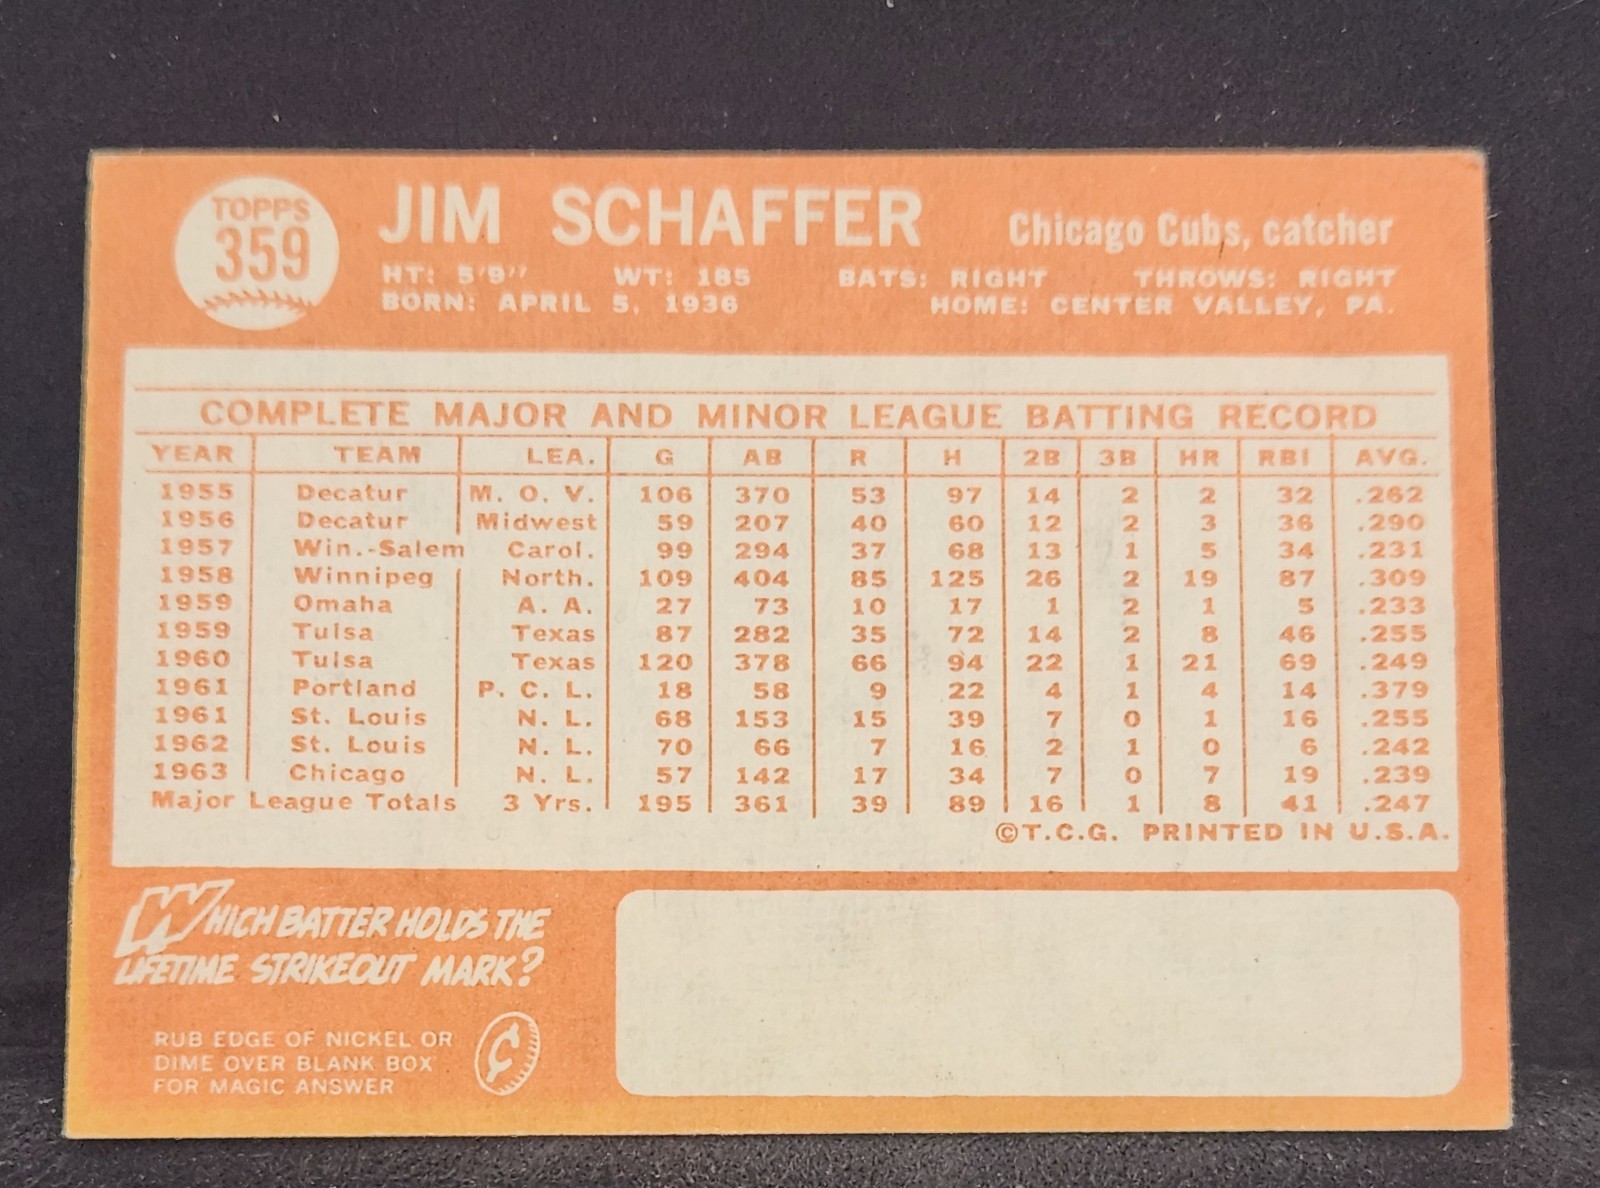 TOPPS
359
JIM SCHAFFER Chicago Cubs, catcher
HT: 5'9" WT: 185 BATS: RIGHT THROWS: RIGHT
BORN: APRIL 5, 1936 HOME: CENTER VALLEY, PA.
COMPLETE MAJOR AND MINOR LEAGUE BATTING RECORD
YEAR TEAM LEA. G AB R H 2B 3B HR RBI AVG.
1955 Decatur M. O. V. 106 370 53 97 14 2 2 32 .262
1956 Decatur Midwest 59 207 40 60 12 2 3 36 .290
1957 Win.-Salem Carol. 99 294 37 68 13 1 5 34 .231
1958 Winnipeg North. 109 404 85 125 26 2 19 87 .309
1959 Omaha A. A. 27 73 10 17 1 2 1 5 .233
1959 Tulsa Texas 87 282 35 72 14 2 8 46 .255
1960 Tulsa Texas 120 378 66 94 22 1 21 69 .249
1961 Portland P. C. L. 18 58 9 22 4 1 4 14 .379
1961 St. Louis N. L. 68 153 15 39 7 0 1 16 .255
1962 St. Louis N. L. 70 66 7 16 2 1 0 6 .242
1963 Chicago N. L. 57 142 17 34 7 0 7 19 .239
Major League Totals 3 Yrs. 195 361 39 89 16 1 8 41 .247
©T.C.G. PRINTED IN U.S.A.
WHICH BATTER HOLDS THE
LIFETIME STRIKEOUT MARK?
RUB EDGE OF NICKEL OR
DIME OVER BLANK BOX
FOR MAGIC ANSWER
¢